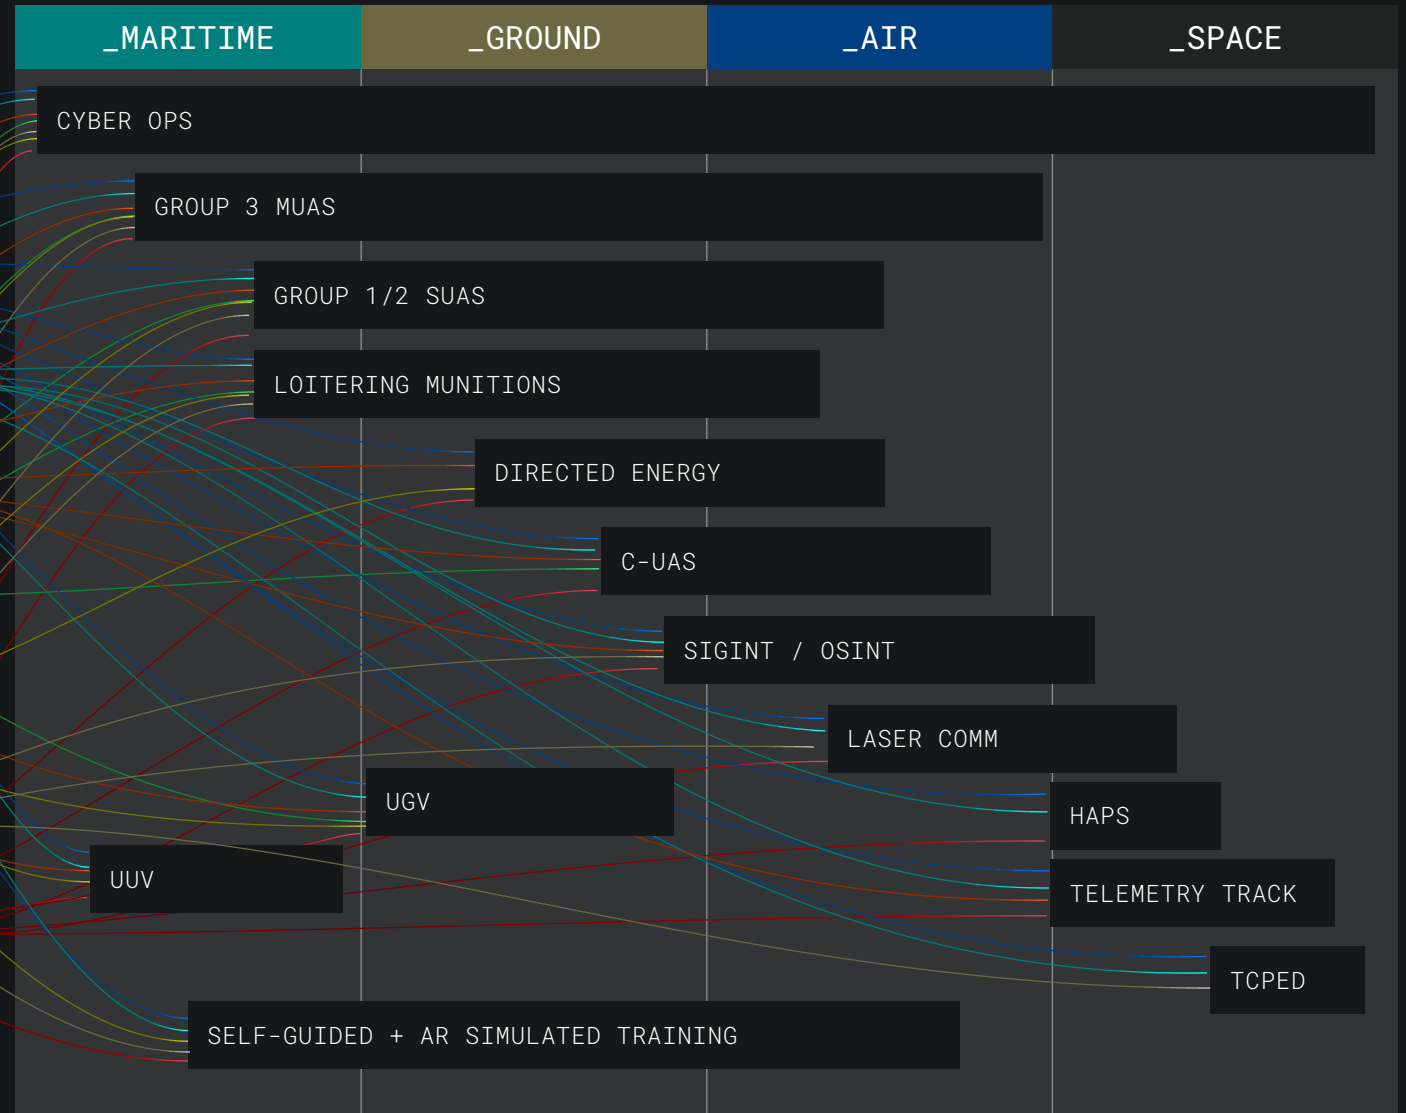 _MARITIME
_GROUND
_AIR
_SPACE
CYBER OPS
GROUP 3 MUAS
GROUP 1/2 SUAS
LOITERING MUNITIONS
DIRECTED ENERGY
C-UAS
SIGINT / OSINT
LASER COMM
UGV
HAPS
UUV
TELEMETRY TRACK
TCPED
SELF-GUIDED + AR SIMULATED TRAINING